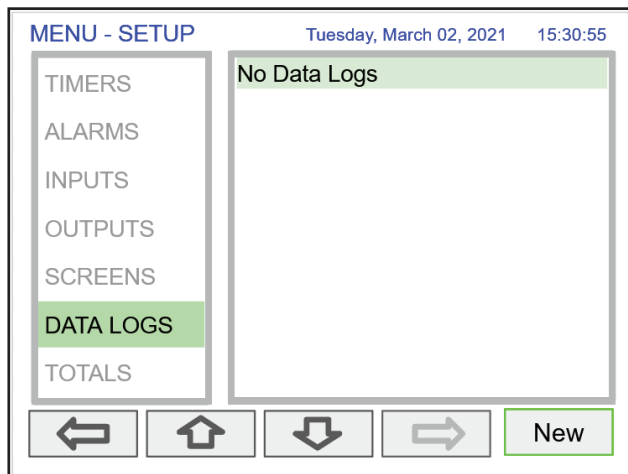 MENU - SETUP Tuesday, March 02, 2021 15:30:55
TIMERS
ALARMS
INPUTS
OUTPUTS
SCREENS
DATA LOGS
TOTALS
No Data Logs
New